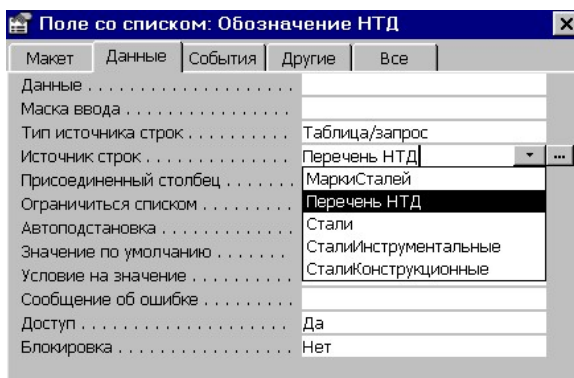 Поле со списком: Обозначение НТД
Макет Данные События Другие Все
Данные . . . . . . . . . . . . . . . . . . . . .
Маска ввода . . . . . . . . . . . . . . . .
Тип источника строк . . . . . . . . . . Таблица/запрос
Источник строк . . . . . . . . . . . . . . Перечень НТД ...
Присоединенный столбец . . . . . . . МаркиСталей
Ограничиться списком . . . . . . . . . Перечень НТД
Автоподстановка . . . . . . . . . . . . . Стали
Значение по умолчанию . . . . . . . СталиИнструментальные
Условие на значение . . . . . . . . . . СталиКонструкционные
Сообщение об ошибке . . . . . . . . .
Доступ . . . . . . . . . . . . . . . . . . . . . Да
Блокировка . . . . . . . . . . . . . . . . . Нет